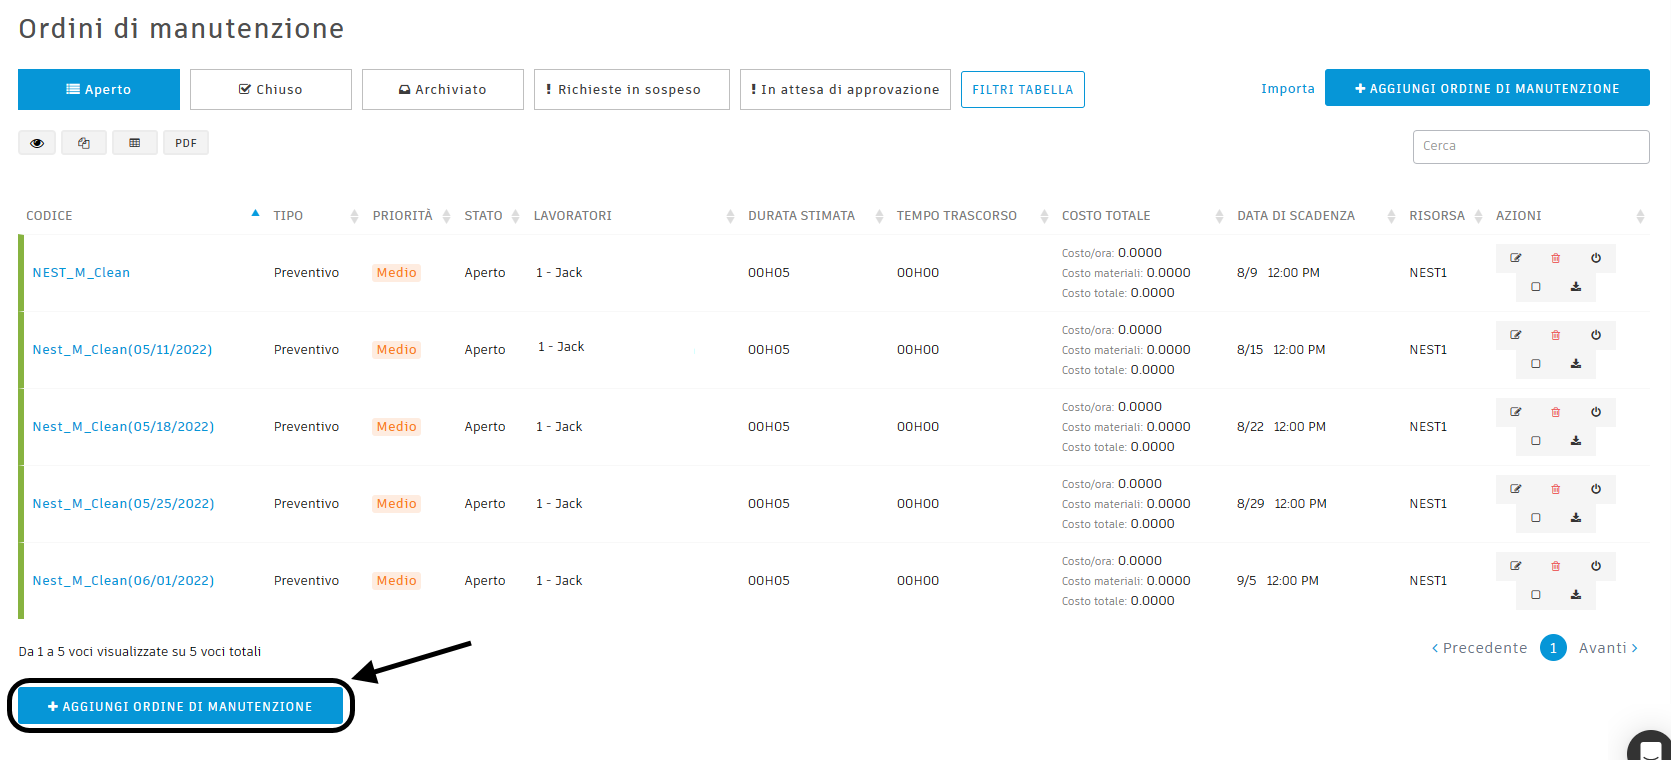 Ordini di manutenzione
Aperto Chiuso Archiviato ! Richieste in sospeso ! In attesa di approvazione FILTRI TABELLA Importa + AGGIUNGI ORDINE DI MANUTENZIONE
PDF Cerca
CODICE TIPO PRIORITÀ STATO LAVORATORI DURATA STIMATA TEMPO TRASCORSO COSTO TOTALE DATA DI SCADENZA RISORSA AZIONI
Costo/ora: 0.0000
NEST_M_Clean Preventivo Medio Aperto 1 - Jack 00H05 00H00 Costo materiali: 0.0000 8/9 12:00 PM NEST1
Costo totale: 0.0000
Costo/ora: 0.0000
Nest_M_Clean(05/11/2022) Preventivo Medio Aperto 1 - Jack 00H05 00H00 Costo materiali: 0.0000 8/15 12:00 PM NEST1
Costo totale: 0.0000
Costo/ora: 0.0000
Nest_M_Clean(05/18/2022) Preventivo Medio Aperto 1 - Jack 00H05 00H00 Costo materiali: 0.0000 8/22 12:00 PM NEST1
Costo totale: 0.0000
Costo/ora: 0.0000
Nest_M_Clean(05/25/2022) Preventivo Medio Aperto 1 - Jack 00H05 00H00 Costo materiali: 0.0000 8/29 12:00 PM NEST1
Costo totale: 0.0000
Costo/ora: 0.0000
Nest_M_Clean(06/01/2022) Preventivo Medio Aperto 1 - Jack 00H05 00H00 Costo materiali: 0.0000 9/5 12:00 PM NEST1
Costo totale: 0.0000
Da 1 a 5 voci visualizzate su 5 voci totali < Precedente 1 Avanti >
+ AGGIUNGI ORDINE DI MANUTENZIONE